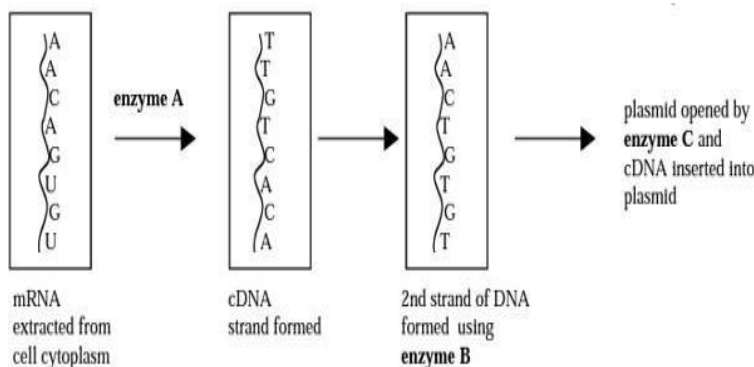 A
A
C
A
G
U
G
U
mRNA
extracted from
cell cytoplasm
enzyme A
T
T
G
T
C
A
C
A
cDNA
strand formed
A
A
C
T
G
T
G
T
2nd strand of DNA
formed using
enzyme B
plasmid opened by
enzyme C and
cDNA inserted into
plasmid